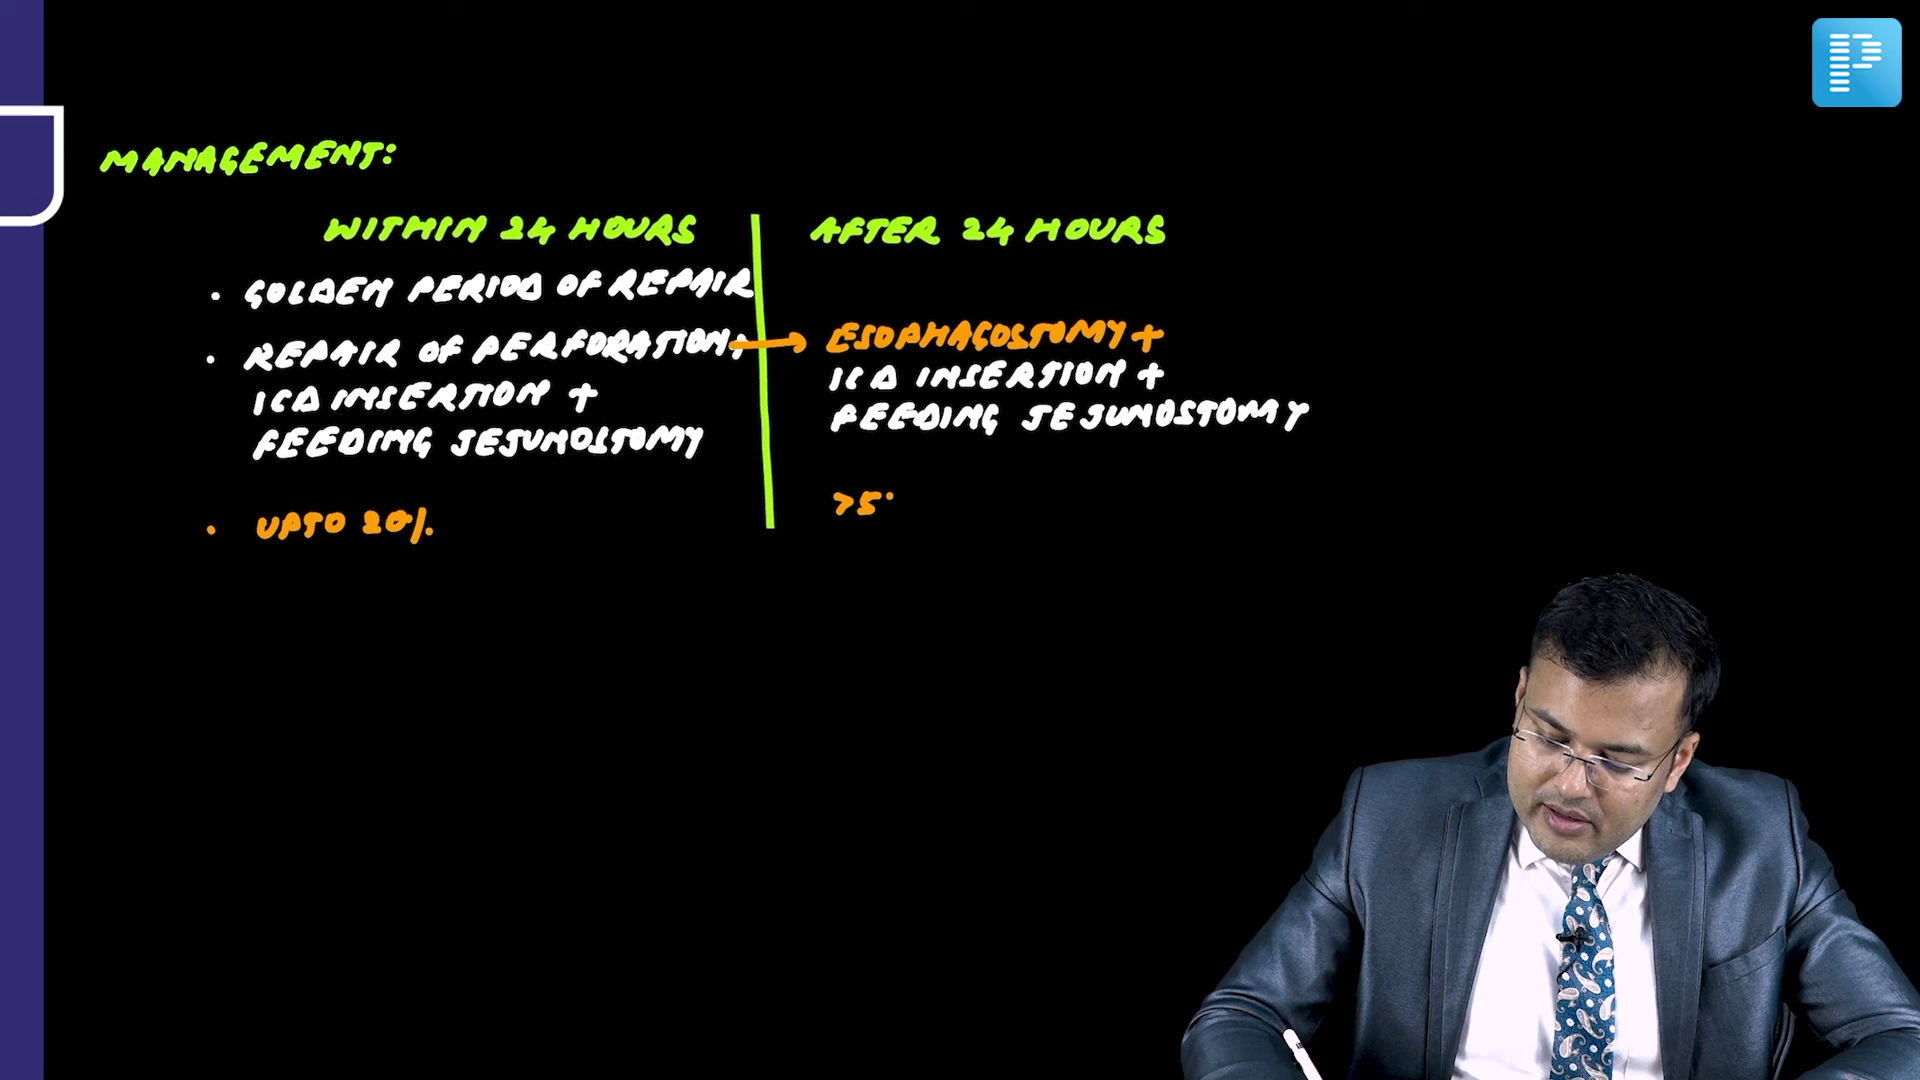 MANAGEMENT:
WITHIN 24 HOURS
• GOLDEN PERIOD OF REPAIR
• REPAIR OF PERFORATION+
ICD INSERTION +
FEEDING JEJUNOSTOMY
• UPTO 20%
AFTER 24 HOURS
→ ESOPHAGOSTOMY +
ICD INSERTION +
FEEDING JEJUNOSTOMY
>5
P